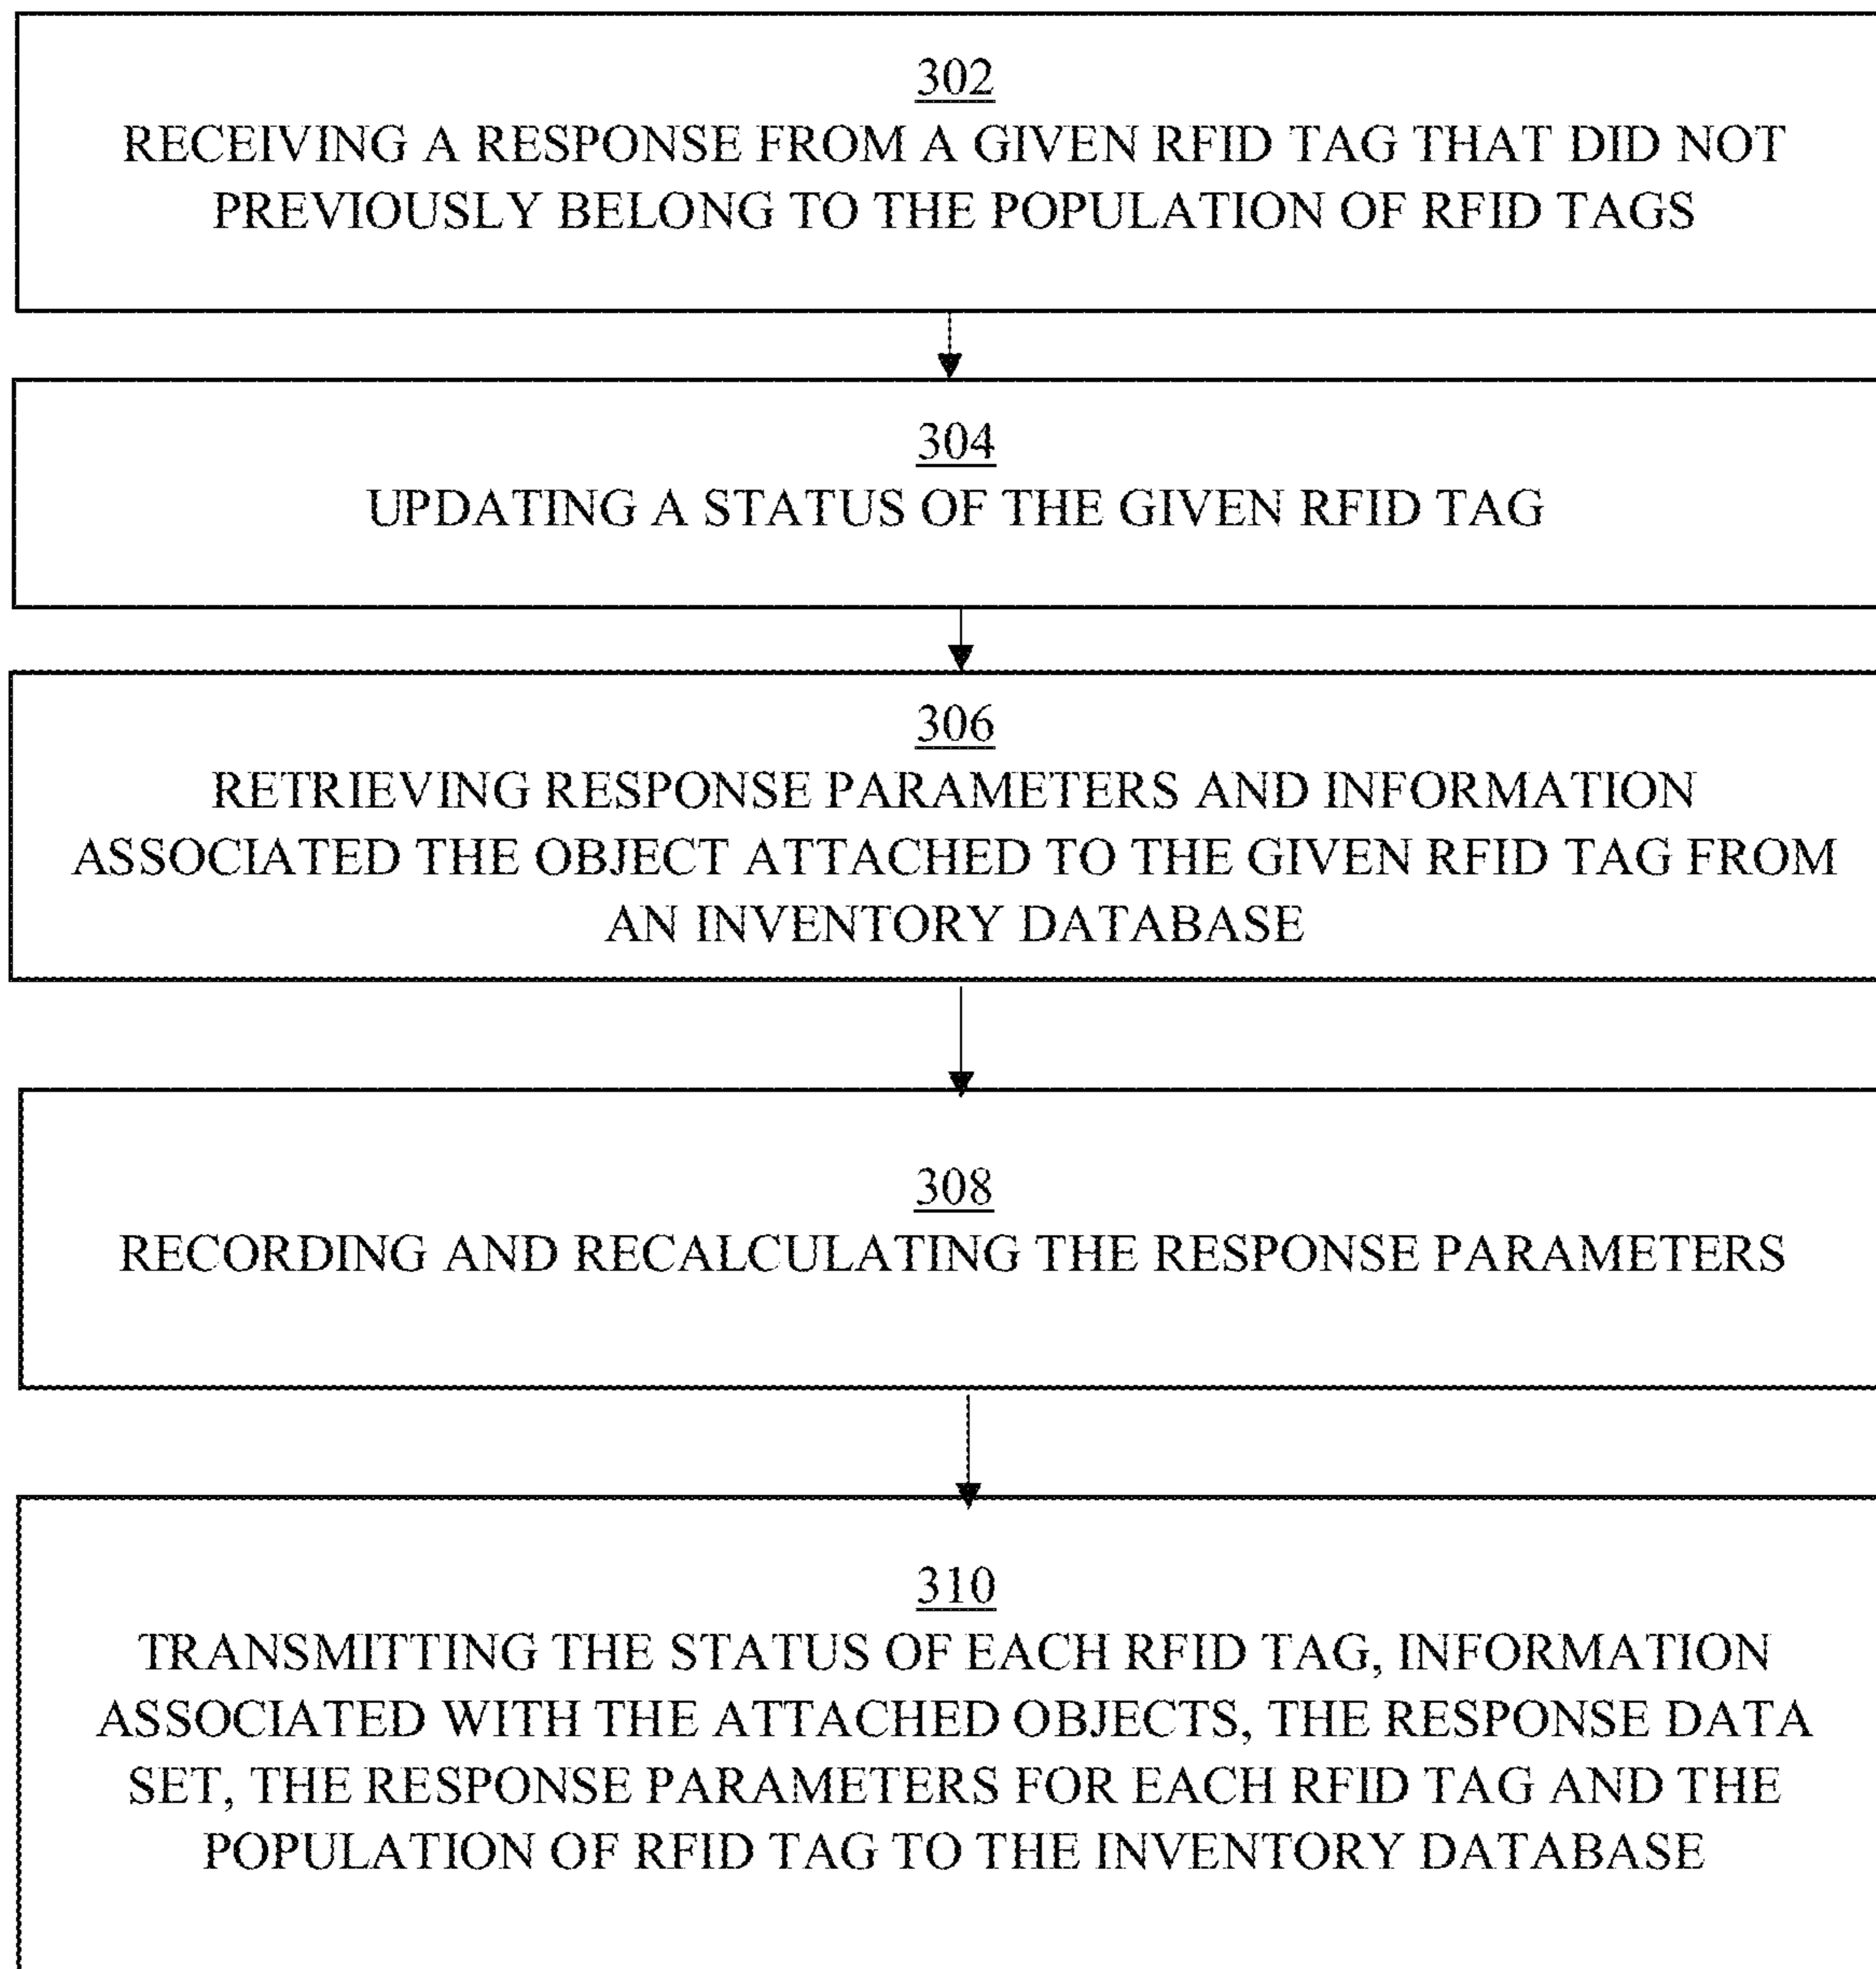 302
RECEIVING A RESPONSE FROM A GIVEN RFID TAG THAT DID NOT
PREVIOUSLY BELONG TO THE POPULATION OF RFID TAGS
304
UPDATING A STATUS OF THE GIVEN RFID TAG
306
RETRIEVING RESPONSE PARAMETERS AND INFORMATION
ASSOCIATED THE OBJECT ATTACHED TO THE GIVEN RFID TAG FROM
AN INVENTORY DATABASE
308
RECORDING AND RECALCULATING THE RESPONSE PARAMETERS
310
TRANSMITTING THE STATUS OF EACH RFID TAG, INFORMATION
ASSOCIATED WITH THE ATTACHED OBJECTS, THE RESPONSE DATA
SET, THE RESPONSE PARAMETERS FOR EACH RFID TAG AND THE
POPULATION OF RFID TAG TO THE INVENTORY DATABASE